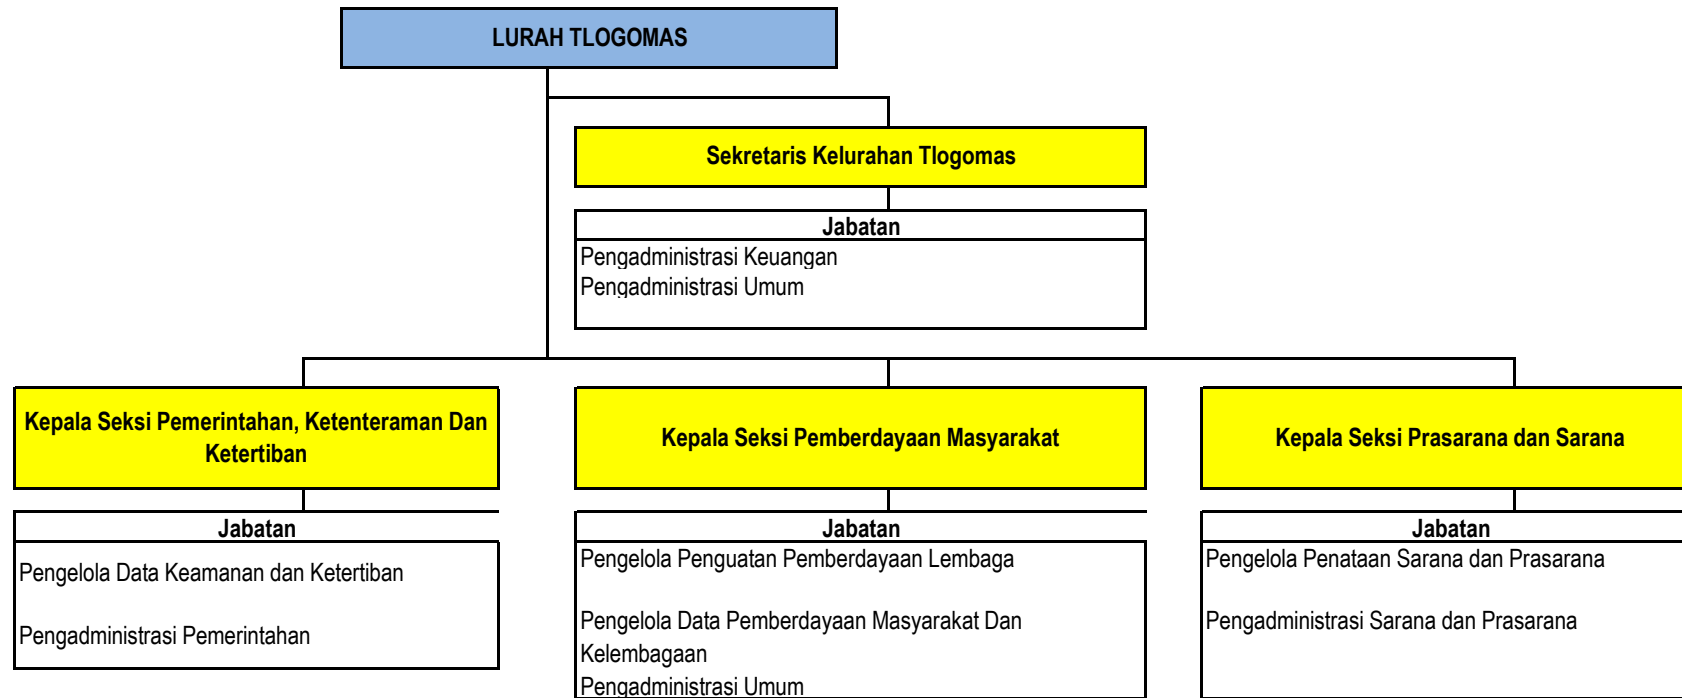 LURAH TLOGOMAS
Sekretaris Kelurahan Tlogomas
Jabatan
Pengadministrasi Keuangan
Pengadministrasi Umum
Kepala Seksi Pemerintahan, Ketenteraman Dan
Ketertiban
Jabatan
Pengelola Data Keamanan dan Ketertiban
Pengadministrasi Pemerintahan
Kepala Seksi Pemberdayaan Masyarakat
Jabatan
Pengelola Penguatan Pemberdayaan Lembaga
Pengelola Data Pemberdayaan Masyarakat Dan
Kelembagaan
Pengadministrasi Umum
Kepala Seksi Prasarana dan Sarana
Jabatan
Pengelola Penataan Sarana dan Prasarana
Pengadministrasi Sarana dan Prasarana